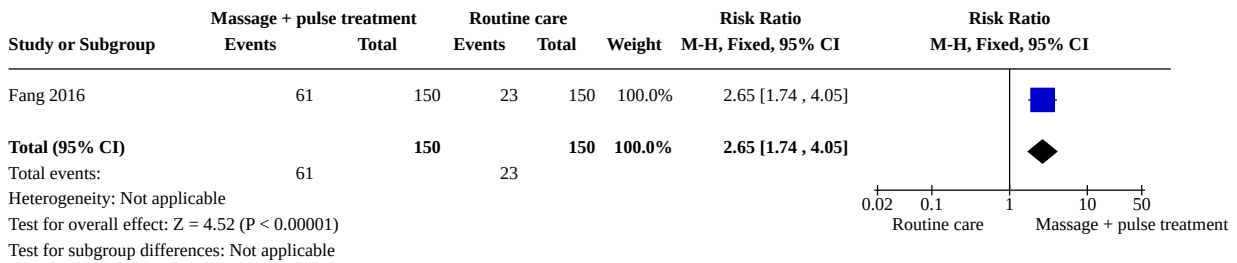 Massage + pulse treatment Routine care Risk Ratio Risk Ratio
Study or Subgroup Events Total Events Total Weight M-H, Fixed, 95% CI M-H, Fixed, 95% CI
Fang 2016 61 150 23 150 100.0% 2.65 [1.74 , 4.05]
Total (95% CI) 150 150 100.0% 2.65 [1.74 , 4.05]
Total events: 61 23
Heterogeneity: Not applicable
0.02 0.1 1 10 50
Test for overall effect: Z = 4.52 (P < 0.00001) Routine care Massage + pulse treatment
Test for subgroup differences: Not applicable